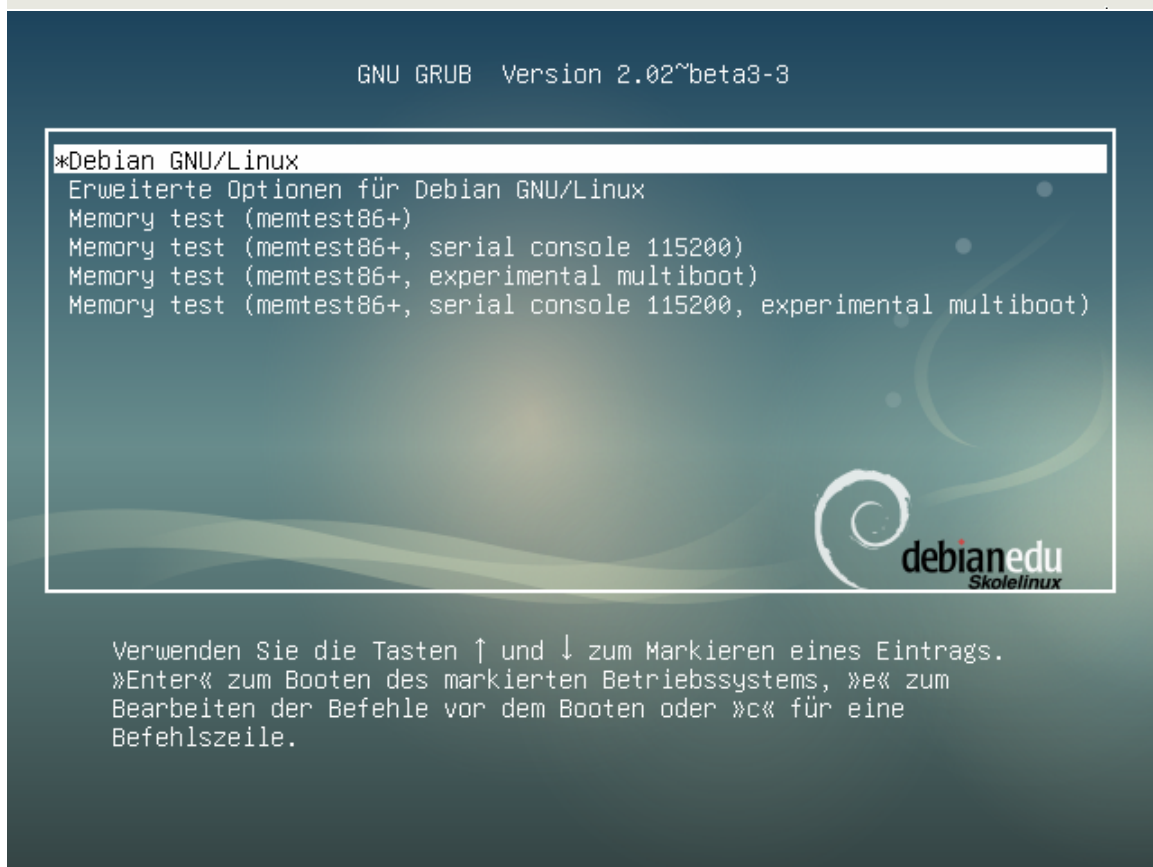 GNU GRUB  Version 2.02~beta3-3
*Debian GNU/Linux
Erweiterte Optionen für Debian GNU/Linux
Memory test (memtest86+)
Memory test (memtest86+, serial console 115200)
Memory test (memtest86+, experimental multiboot)
Memory test (memtest86+, serial console 115200, experimental multiboot)
debianedu
Skolelinux
Verwenden Sie die Tasten ↑ und ↓ zum Markieren eines Eintrags.
»Enter« zum Booten des markierten Betriebssystems, »e« zum
Bearbeiten der Befehle vor dem Booten oder »c« für eine
Befehlszeile.